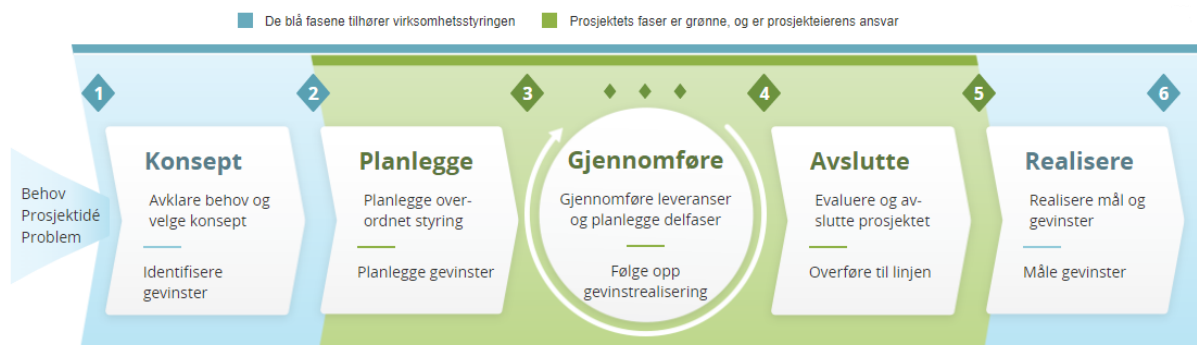 De blå fasene tilhører virksomhetsstyringen
Prosjektets faser er grønne, og er prosjekteierens ansvar
1
2
3
4
5
6
Behov
Prosjektidé
Problem
Konsept
Avklare behov og
velge konsept
Identifisere
gevinster
Planlegge
Planlegge over-
ordnet styring
Planlegge gevinster
Gjennomføre
Gjennomføre leveranser
og planlegge delfaser
Følge opp
gevinstrealisering
Avslutte
Evaluere og av-
slutte prosjektet
Overføre til linjen
Realisere
Realisere mål og
gevinster
Måle gevinster